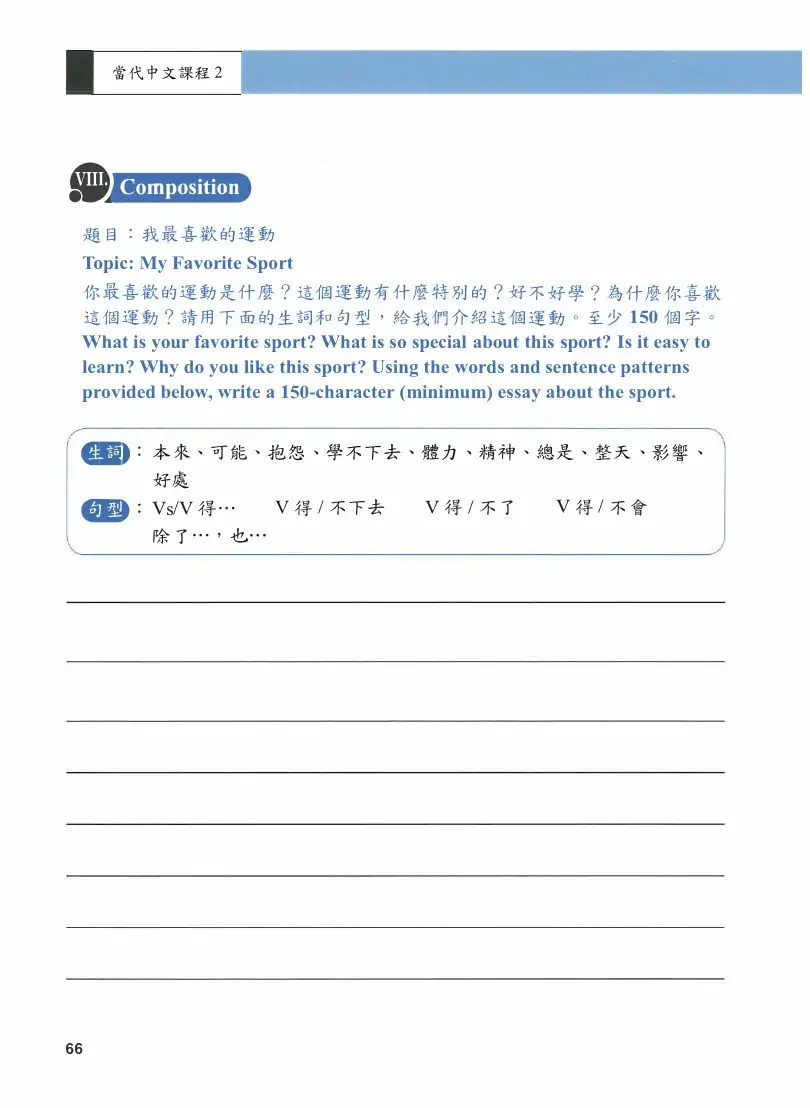 當代中文課程 2
VIII. Composition
題目：我最喜歡的運動
Topic: My Favorite Sport
你最喜歡的運動是什麼？這個運動有什麼特別的？好不好學？為什麼你喜歡
這個運動？請用下面的生詞和句型，給我們介紹這個運動。至少 150 個字。
What is your favorite sport? What is so special about this sport? Is it easy to
learn? Why do you like this sport? Using the words and sentence patterns
provided below, write a 150-character (minimum) essay about the sport.
生詞：本來、可能、抱怨、學不下去、體力、精神、總是、整天、影響、
好處
句型：Vs/V 得⋯ V 得 / 不下去 V 得 / 不了 V 得 / 不會
除了⋯，也⋯
66